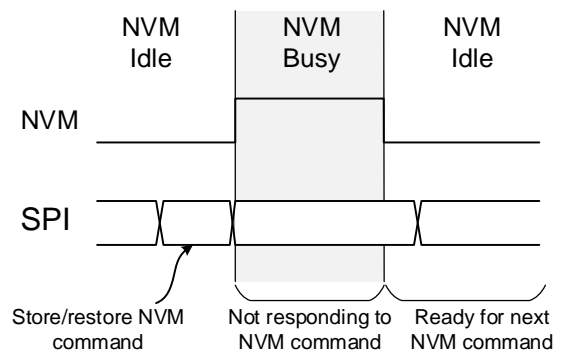 NVM
Idle
NVM
Busy
NVM
Idle
NVM
SPI
Store/restore NVM
command
Not responding to
NVM command
Ready for next
NVM command